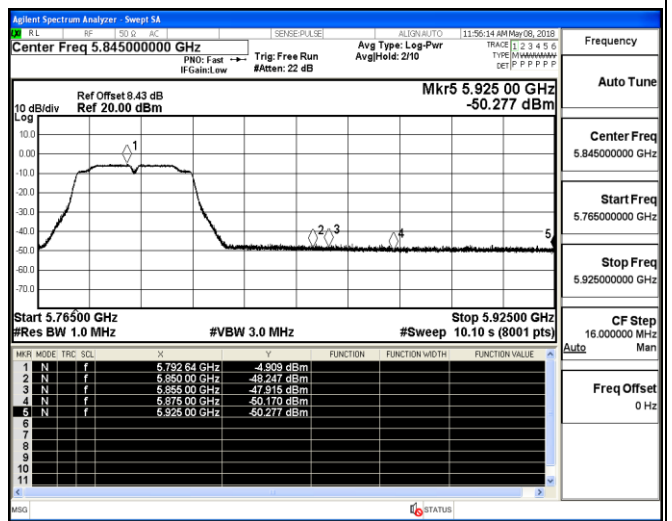 Agilent Spectrum Analyzer - Swept SA
RL RF 50 Ω AC SENSE:PULSE ALIGNAUTO 11:56:14 AM May 08, 2018
Center Freq 5.845000000 GHz
PNO: Fast
IFGain:Low
Trig: Free Run
#Atten: 22 dB
Avg Type: Log-Pwr
Avg|Hold: 2/10
TRACE 1 2 3 4 5 6
TYPE MWWWWW
DET P P P P P P
Ref Offset 8.43 dB
10 dB/div Ref 20.00 dBm
Log
Mkr5 5.925 00 GHz
-50.277 dBm
10.0
0.00
-10.0
-20.0
-30.0
-40.0
-50.0
-60.0
-70.0
1
2
3
4
5
Start 5.76500 GHz Stop 5.92500 GHz
#Res BW 1.0 MHz #VBW 3.0 MHz #Sweep 10.10 s (8001 pts)
MKR MODE TRC SCL X Y FUNCTION FUNCTION WIDTH FUNCTION VALUE
1 N f 5.792 64 GHz -4.909 dBm
2 N f 5.850 00 GHz -48.247 dBm
3 N f 5.855 00 GHz -47.915 dBm
4 N f 5.875 00 GHz -50.170 dBm
5 N f 5.925 00 GHz -50.277 dBm
6
7
8
9
10
11
MSG STATUS
Frequency
Auto Tune
Center Freq
5.845000000 GHz
Start Freq
5.765000000 GHz
Stop Freq
5.925000000 GHz
CF Step
16.000000 MHz
Auto Man
Freq Offset
0 Hz